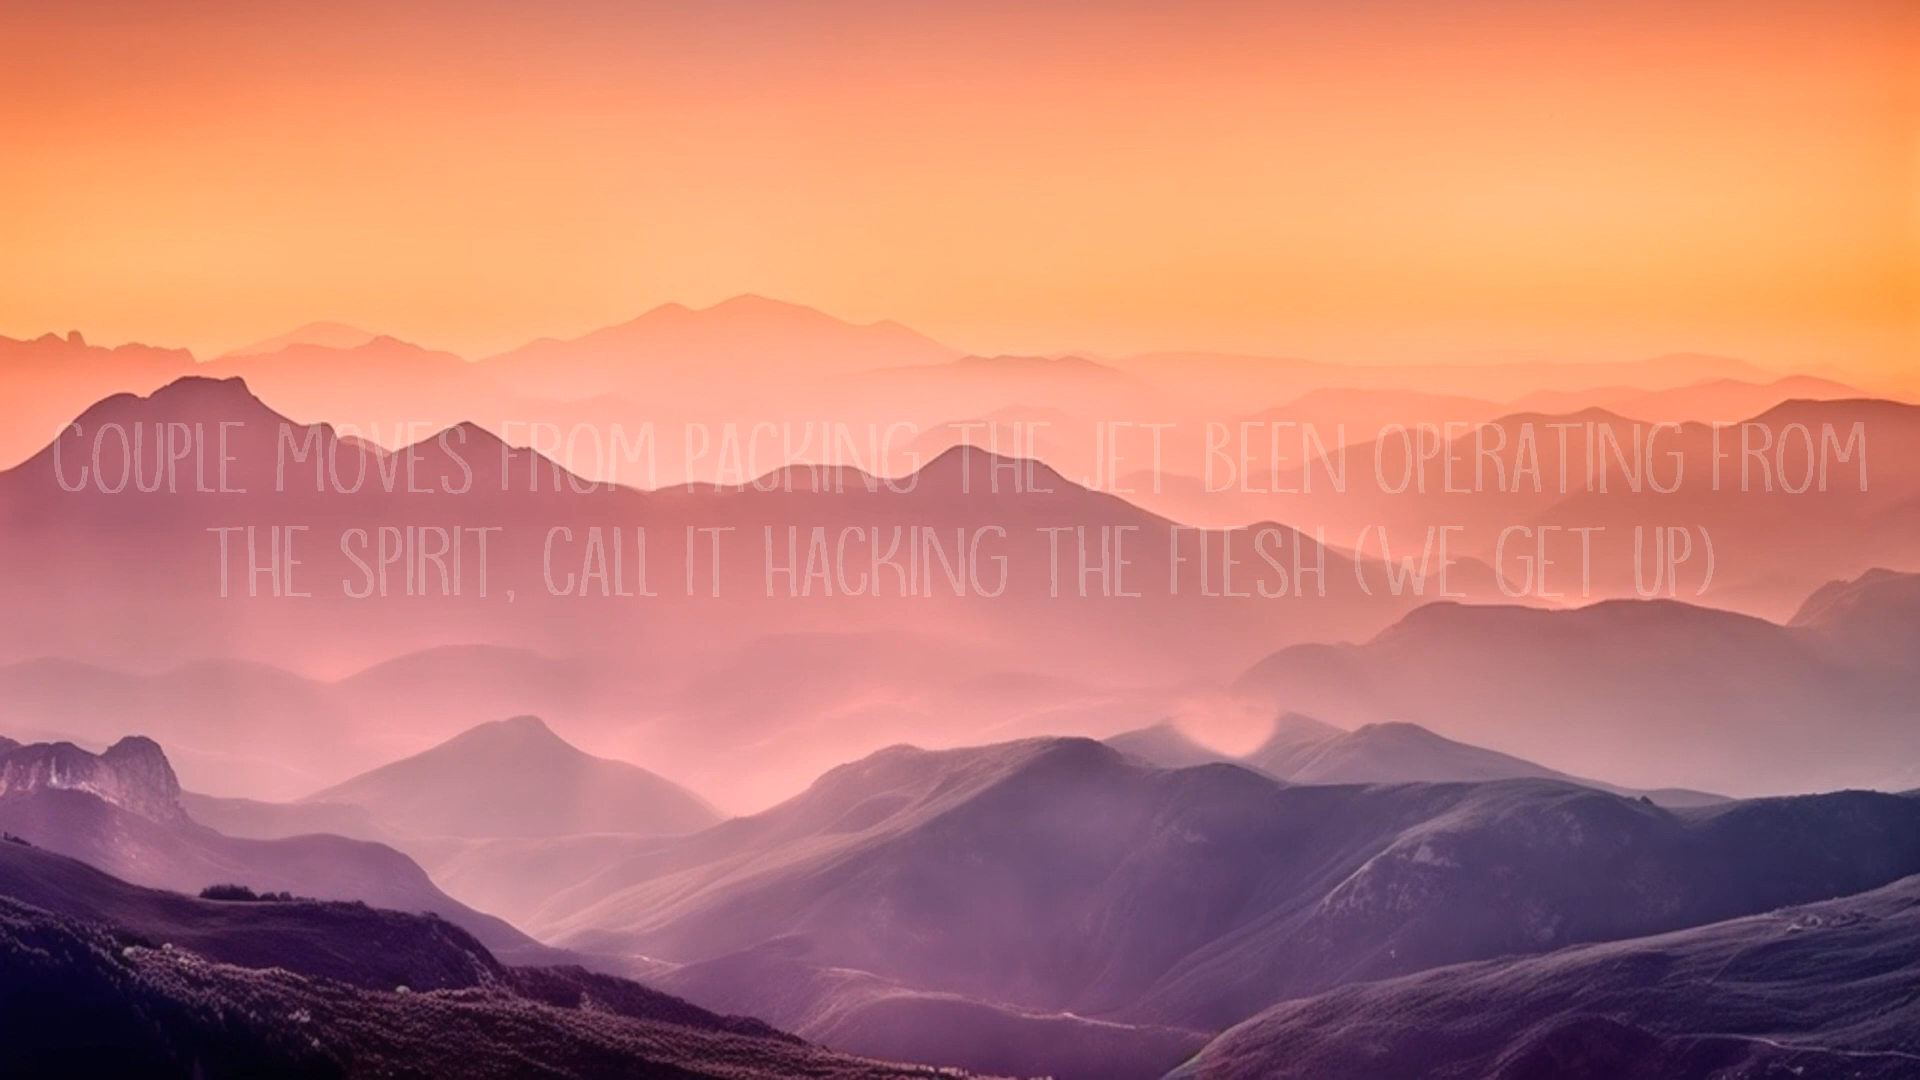 COUPLE MOVES FROM PACKING THE JET BEEN OPERATING FROM
THE SPIRIT, CALL IT HACKING THE FLESH (WE GET UP)